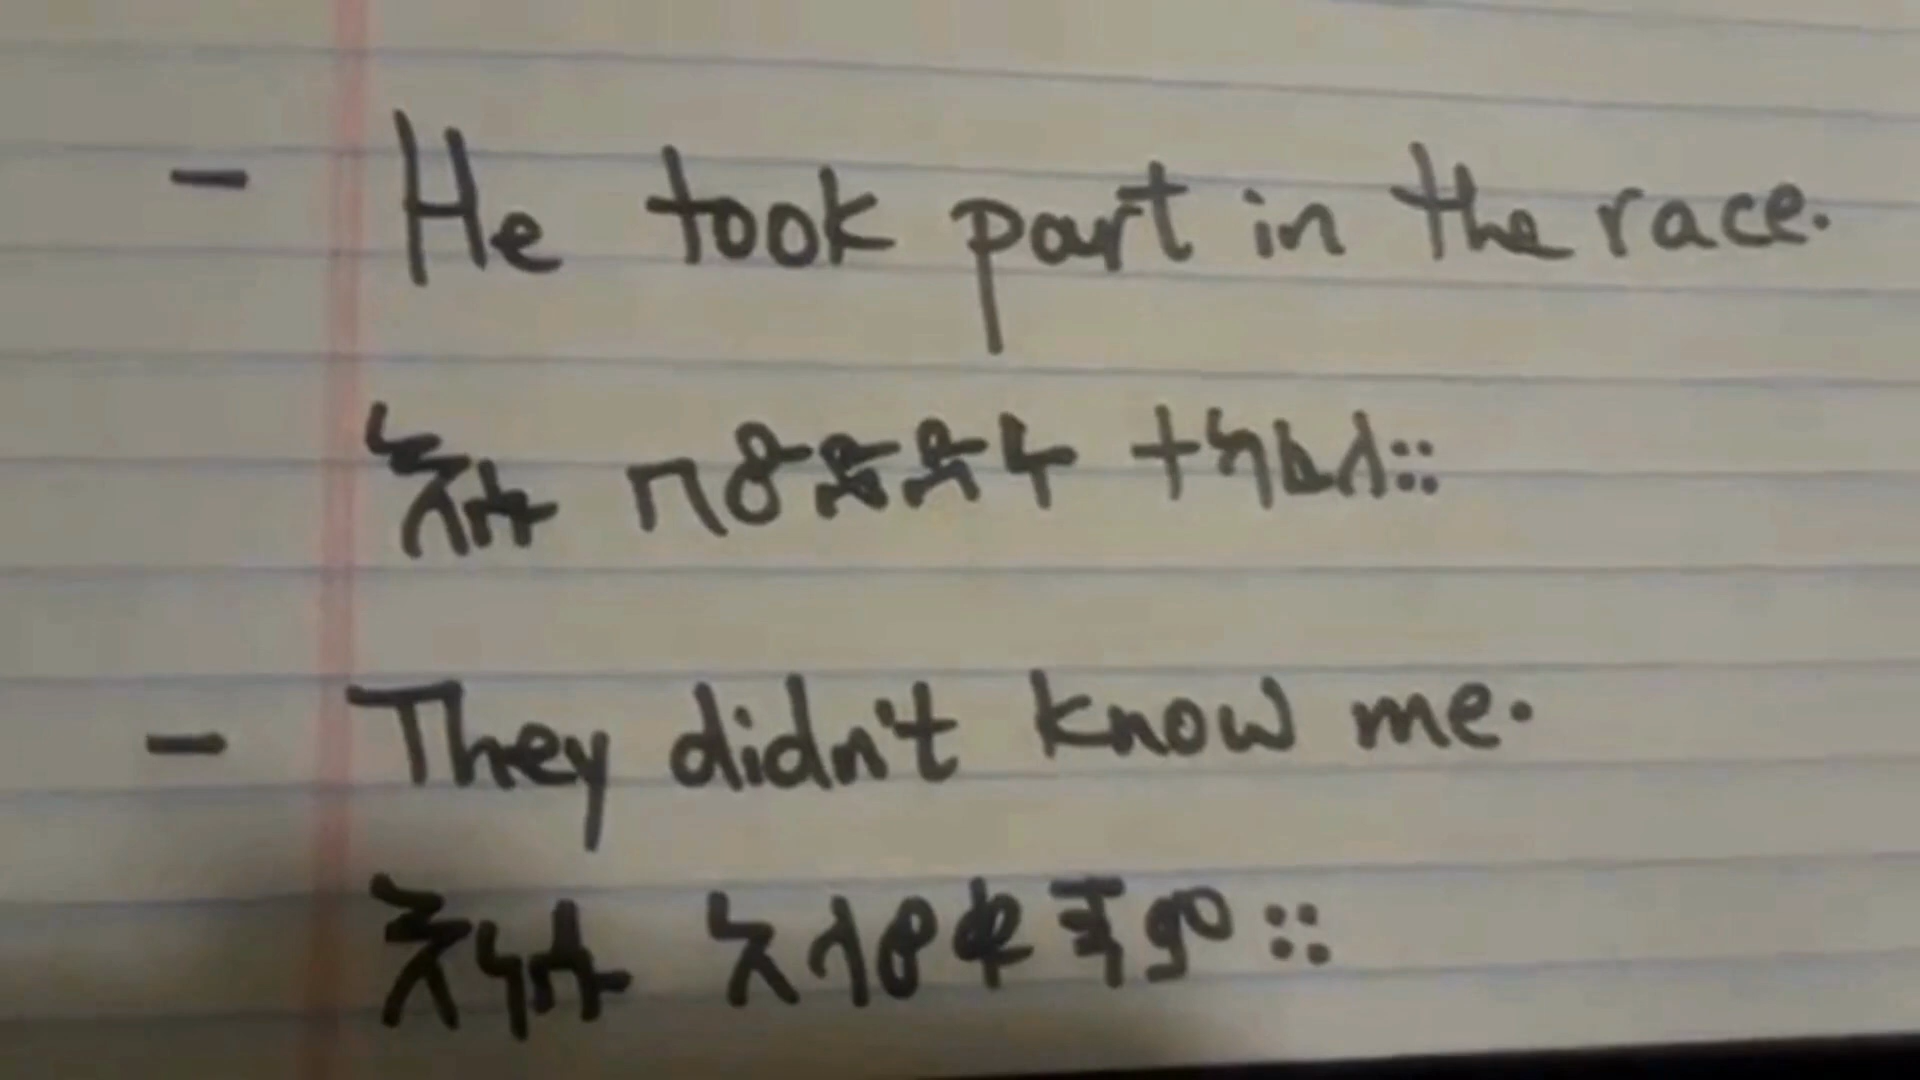 - He took part in the race.
እሱ በውድድሩ ተካፈለ።
- They didn't know me.
እነሱ አላወቁኝም።